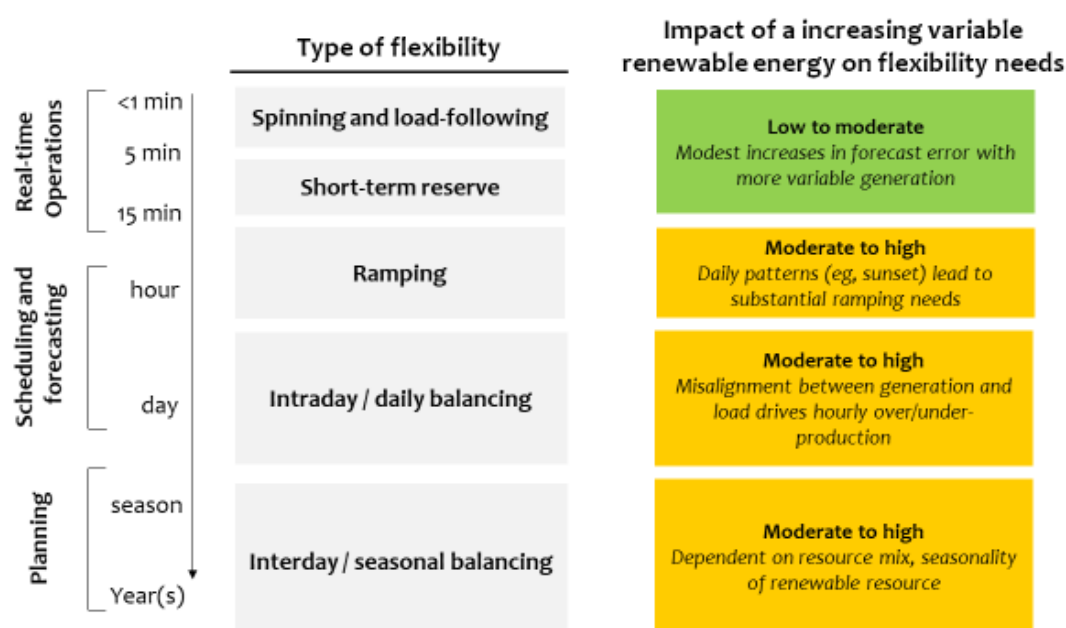 Type of flexibility
Impact of a increasing variable
renewable energy on flexibility needs
Real-time
Operations
<1 min
5 min
15 min
Spinning and load-following
Short-term reserve
Low to moderate
Modest increases in forecast error with
more variable generation
Scheduling and
forecasting
hour
day
Ramping
Moderate to high
Daily patterns (eg, sunset) lead to
substantial ramping needs
Intraday / daily balancing
Moderate to high
Misalignment between generation and
load drives hourly over/under-
production
Planning
season
Year(s)
Interday / seasonal balancing
Moderate to high
Dependent on resource mix, seasonality
of renewable resource